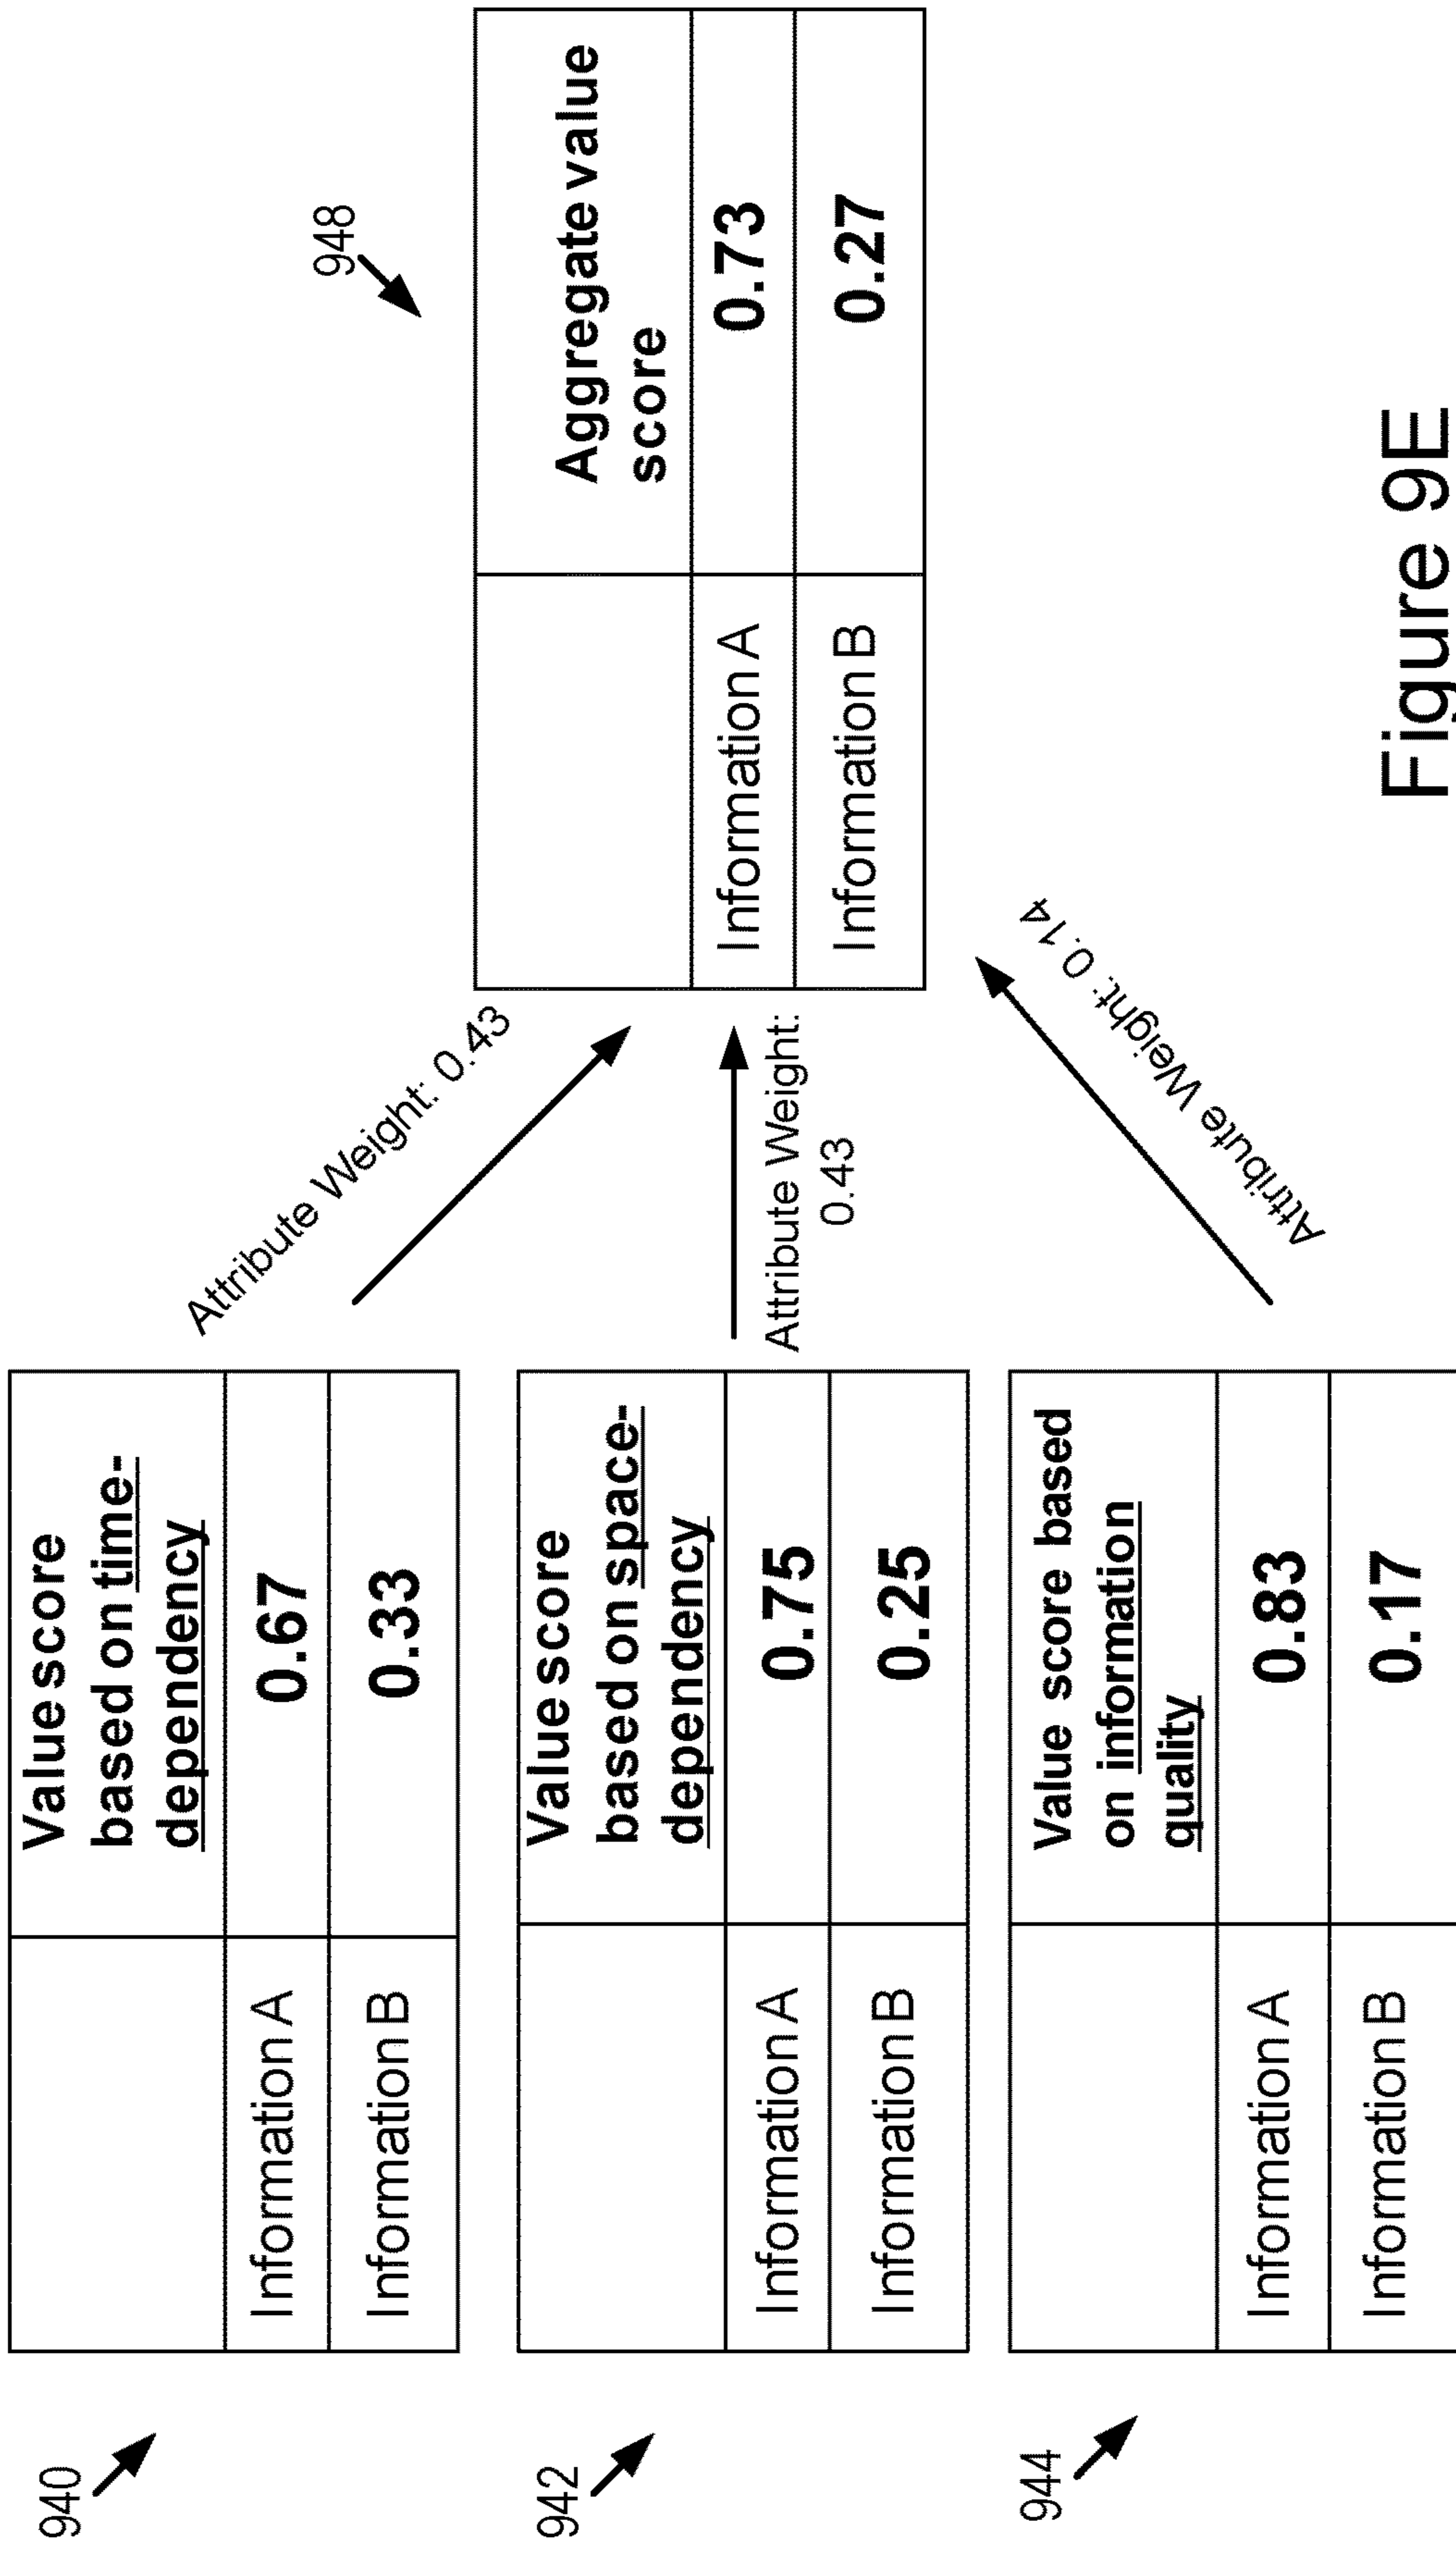 940
Value score
based on time-
dependency
Information A
0.67
Information B
0.33
942
Value score
based on space-
dependency
Information A
0.75
Information B
0.25
944
Value score based
on information
quality
Information A
0.83
Information B
0.17
Attribute Weight: 0.43
Attribute Weight:
0.43
Attribute Weight: 0.14
948
Aggregate value
score
Information A
0.73
Information B
0.27
Figure 9E